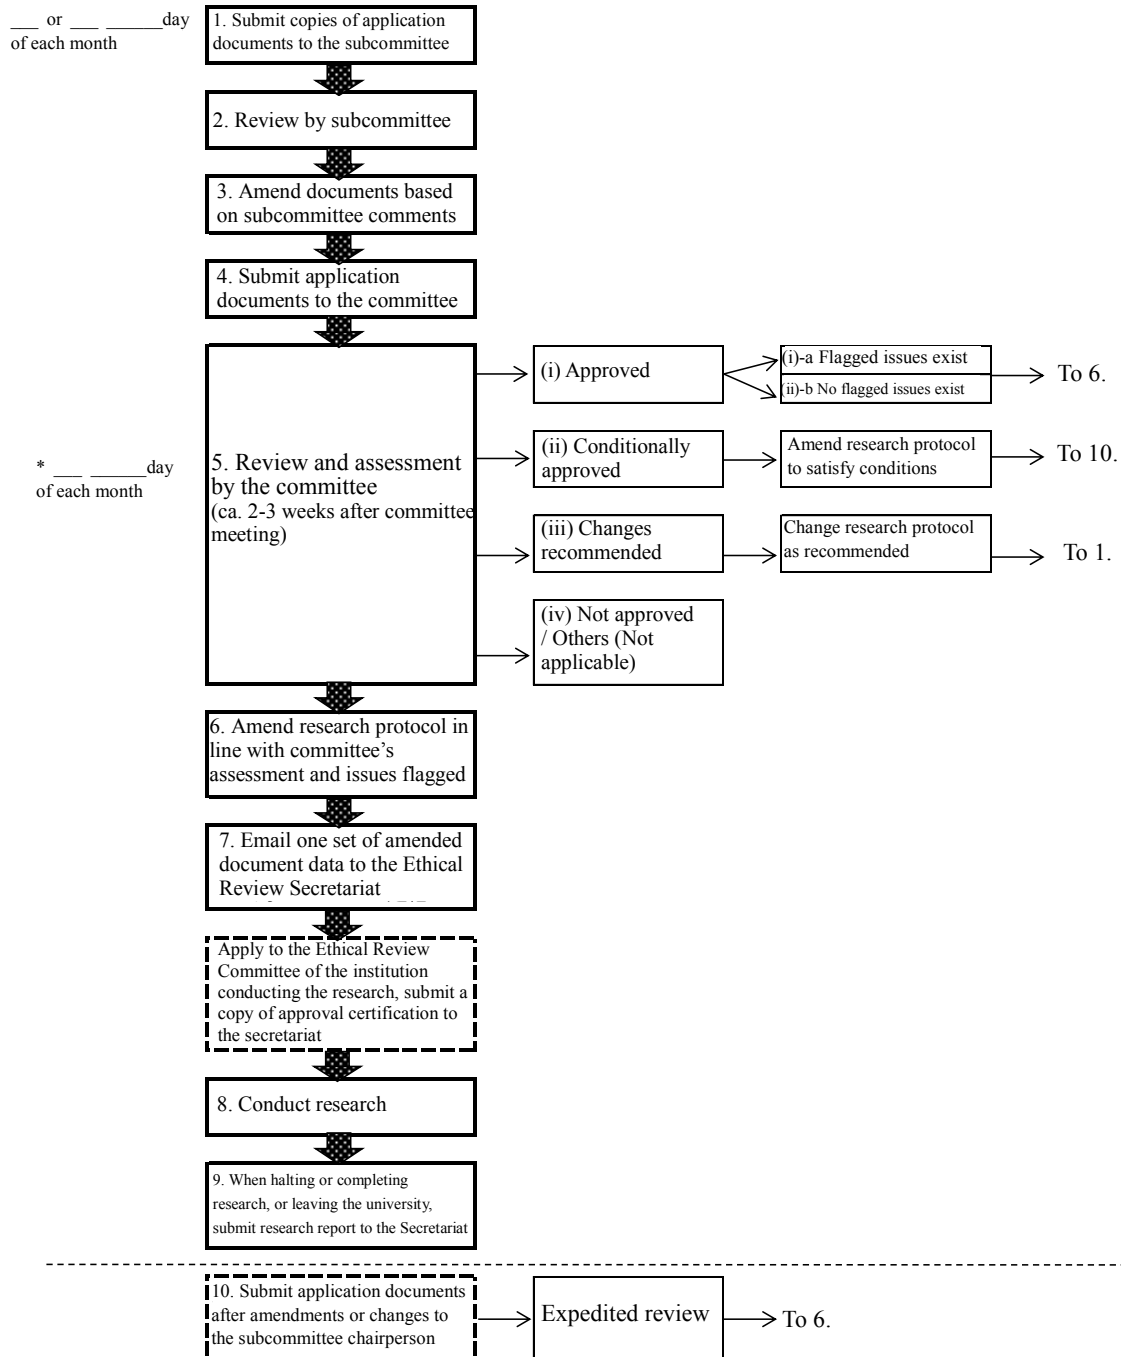 ___ or ___ ______day
of each month
1. Submit copies of application
documents to the subcommittee
2. Review by subcommittee
3. Amend documents based
on subcommittee comments
4. Submit application
documents to the committee
* ___ ______day
of each month
5. Review and assessment
by the committee
(ca. 2-3 weeks after committee
meeting)
(i) Approved
(i)-a Flagged issues exist
(ii)-b No flagged issues exist
To 6.
(ii) Conditionally
approved
Amend research protocol
to satisfy conditions
To 10.
(iii) Changes
recommended
Change research protocol
as recommended
To 1.
(iv) Not approved
/ Others (Not
applicable)
6. Amend research protocol in
line with committee’s
assessment and issues flagged
7. Email one set of amended
document data to the Ethical
Review Secretariat
Apply to the Ethical Review
Committee of the institution
conducting the research, submit a
copy of approval certification to
the secretariat
8. Conduct research
9. When halting or completing
research, or leaving the university,
submit research report to the Secretariat
10. Submit application documents
after amendments or changes to
the subcommittee chairperson
Expedited review
To 6.